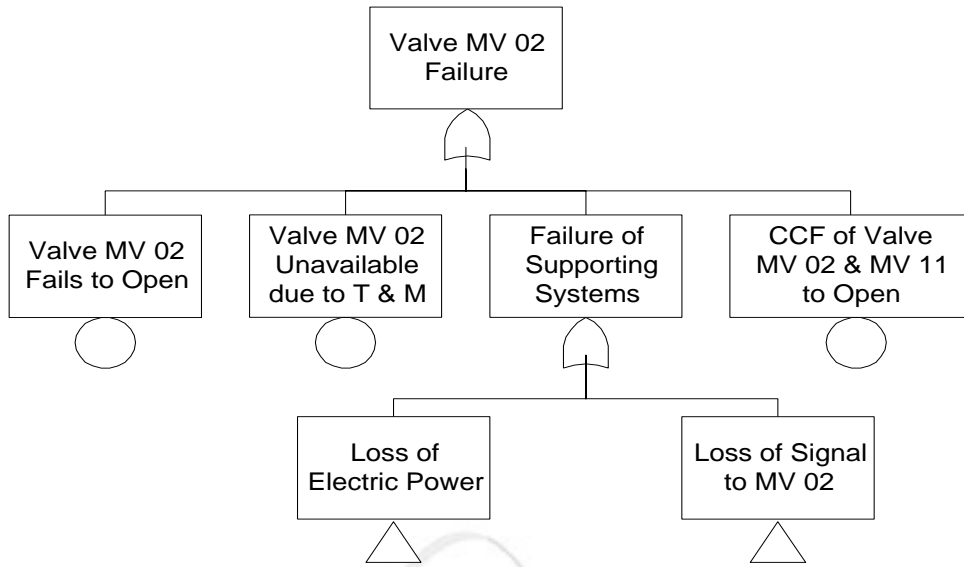 Valve MV 02
Failure
Valve MV 02
Fails to Open
Valve MV 02
Unavailable
due to T & M
Failure of
Supporting
Systems
CCF of Valve
MV 02 & MV 11
to Open
Loss of
Electric Power
Loss of Signal
to MV 02